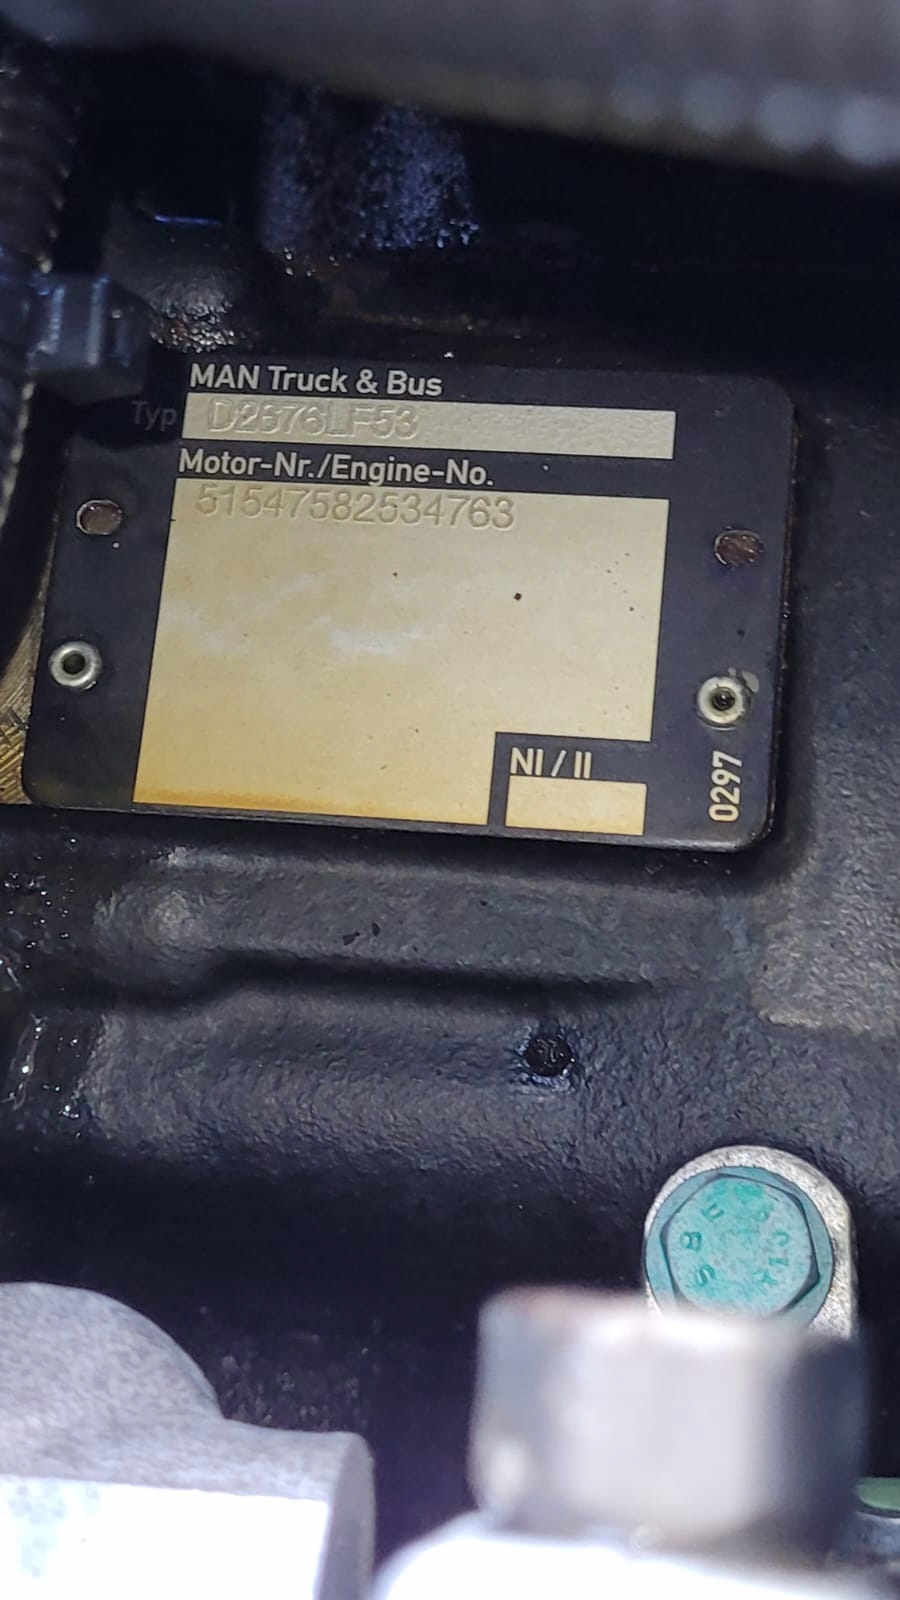 MAN Truck & Bus
Typ D2676LF53
Motor-Nr./Engine-No.
51547582534763
NI / II
0297